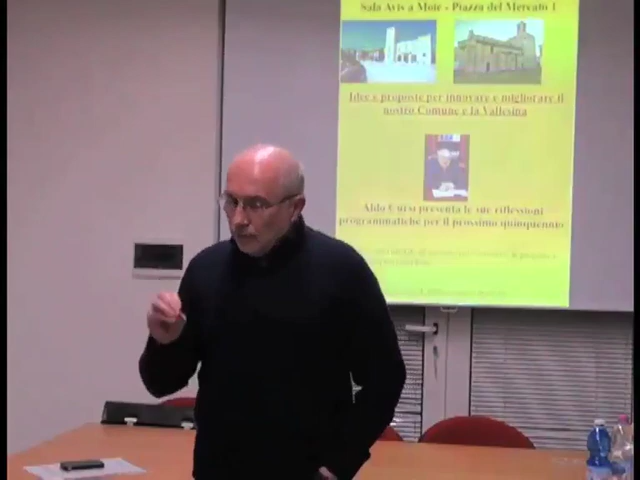 Sala Avis a Moie - Piazza del Mercato 1
Idee e proposte per innovare e migliorare il
nostro Comune e la Vallesina
Aldo Cursi presenta le sue riflessioni
programmatiche per il prossimo quinquennio